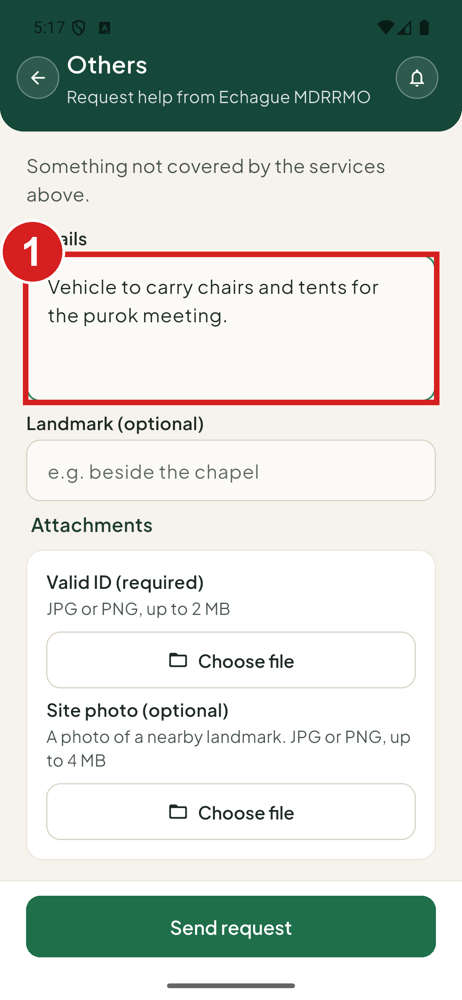 5:17
Others
Request help from Echague MDRRMO
Something not covered by the services
above.
1
ails
Vehicle to carry chairs and tents for
the purok meeting.
Landmark (optional)
e.g. beside the chapel
Attachments
Valid ID (required)
JPG or PNG, up to 2 MB
Choose file
Site photo (optional)
A photo of a nearby landmark. JPG or PNG, up
to 4 MB
Choose file
Send request